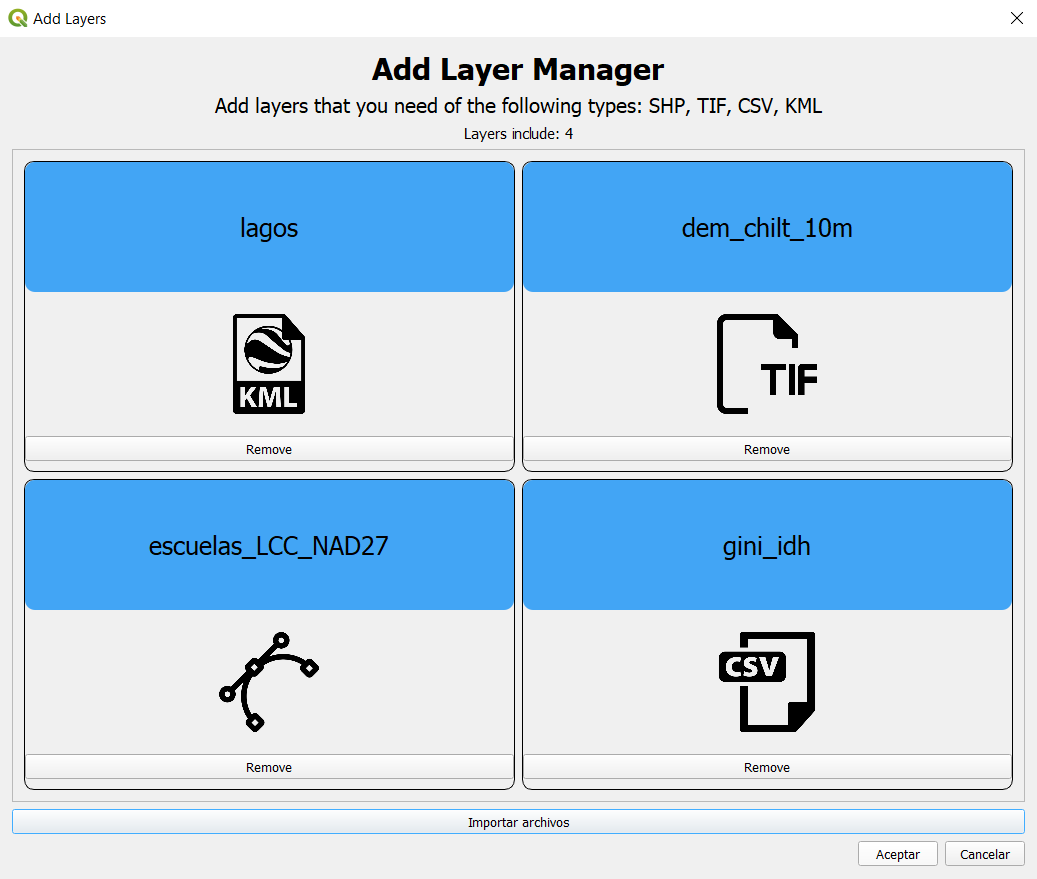 Add Layers
Add Layer Manager
Add layers that you need of the following types: SHP, TIF, CSV, KML
Layers include: 4
lagos
dem_chilt_10m
KML
TIF
Remove
Remove
escuelas_LCC_NAD27
gini_idh
CSV
Remove
Remove
Importar archivos
Aceptar
Cancelar